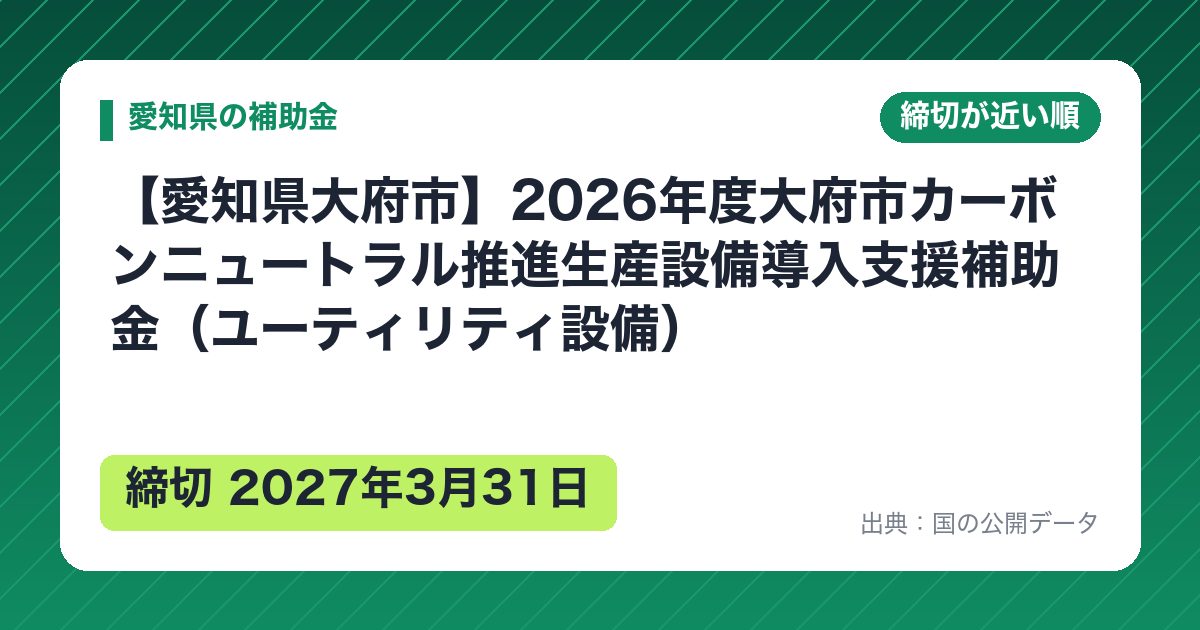 愛知県の補助金
締切が近い順
【愛知県大府市】2026年度大府市カーボ
ンニュートラル推進生産設備導入支援補助
金（ユーティリティ設備）
締切 2027年3月31日
出典：国の公開データ